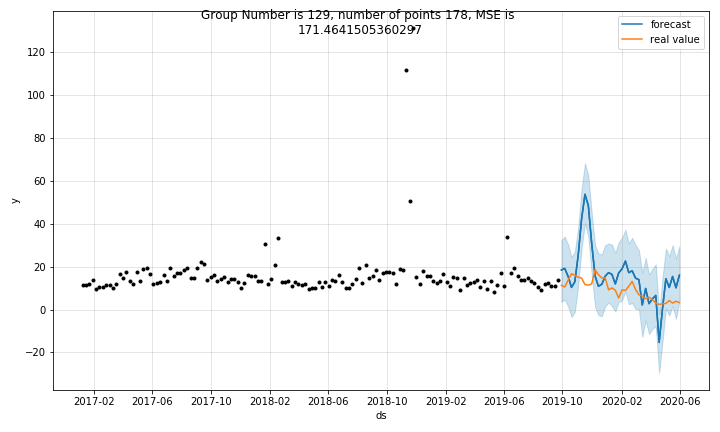 Group Number is 129, number of points 178, MSE is
171.4641505360297
forecast
real value
y
120
100
80
60
40
20
0
−20
2017-02 2017-06 2017-10 2018-02 2018-06 2018-10 2019-02 2019-06 2019-10 2020-02 2020-06
ds